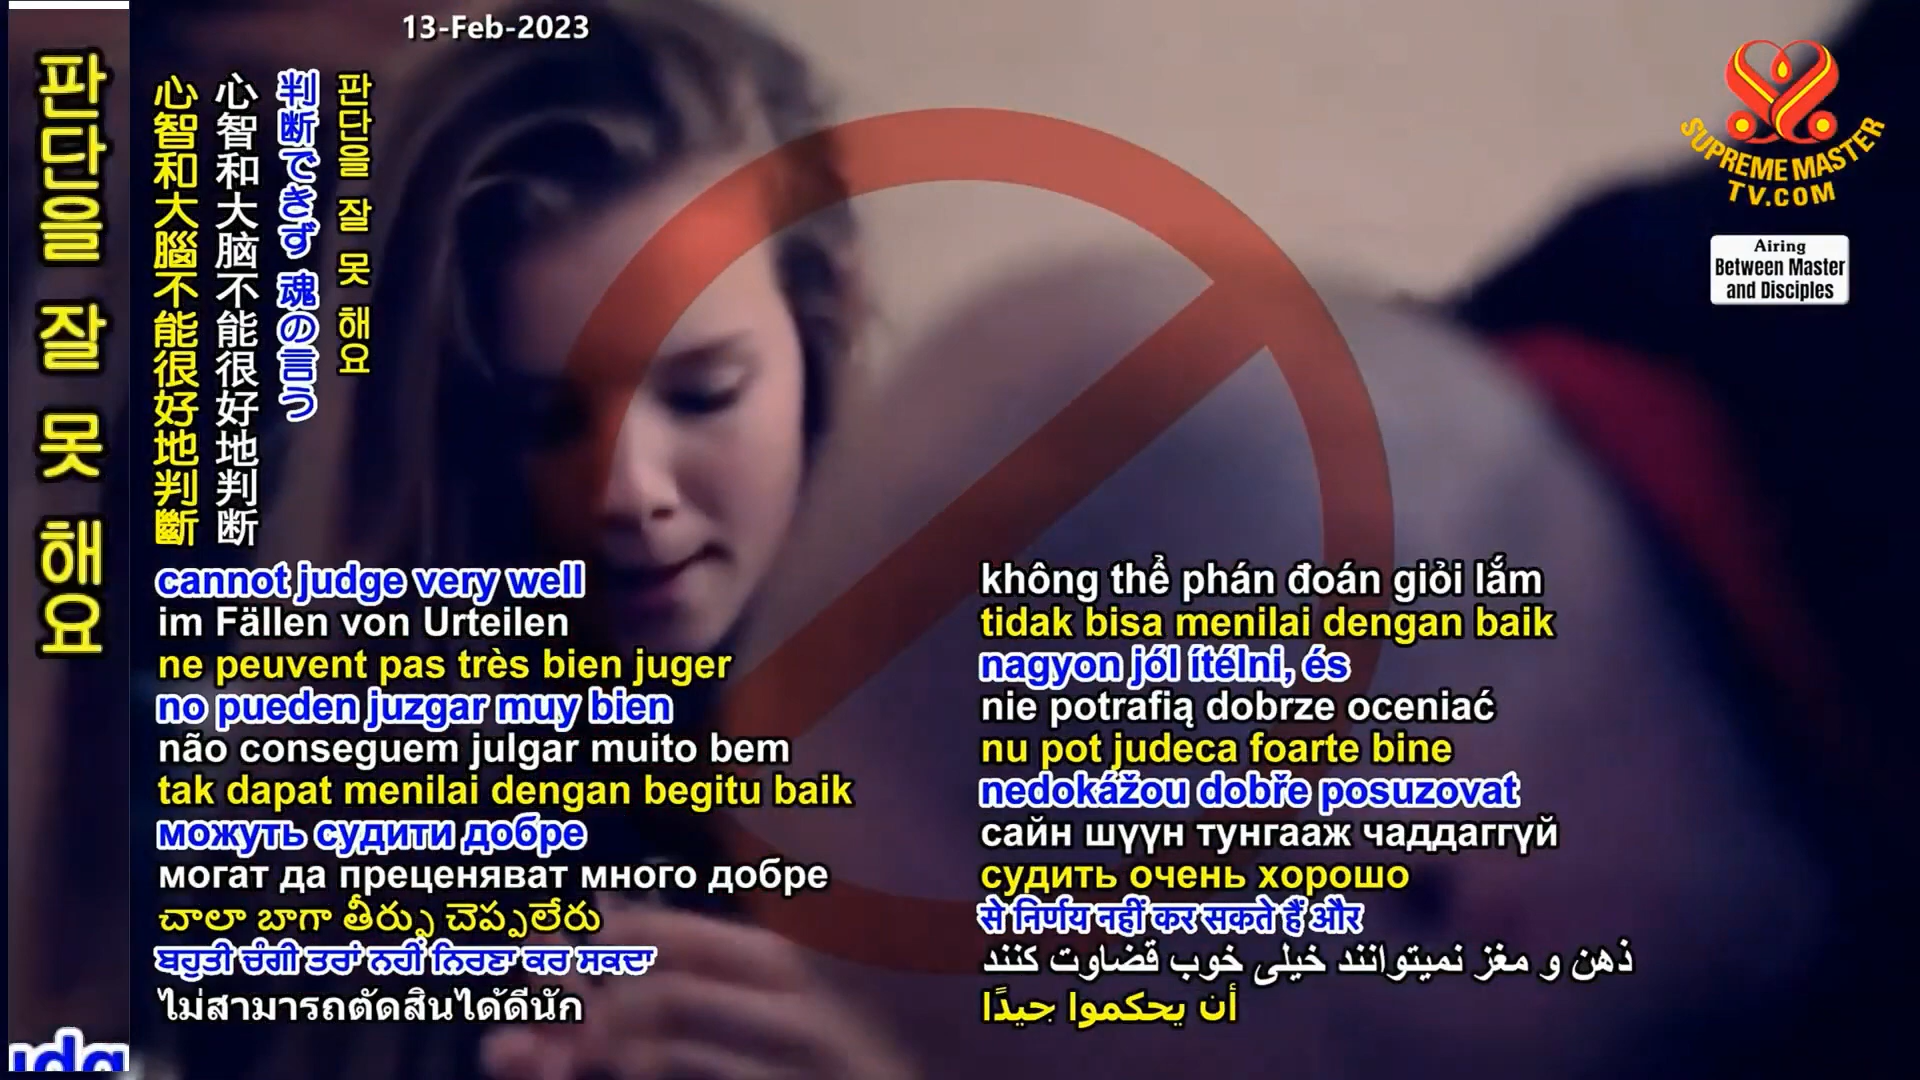 13-Feb-2023
판단을 잘 못 해요
心智和大腦不能很好地判斷
心智和大脑不能很好地判断
判断できず 魂の言う
판단을 잘 못 해요
SUPREME MASTER
TV.COM
Airing
Between Master
and Disciples
cannot judge very well
im Fällen von Urteilen
ne peuvent pas très bien juger
no pueden juzgar muy bien
não conseguem julgar muito bem
tak dapat menilai dengan begitu baik
можуть судити добре
могат да преценяват много добре
చాలా బాగా తీర్పు చెప్పలేరు
ਬਹੁਤੀ ਚੰਗੀ ਤਰਾਂ ਨਹੀਂ ਨਿਰਣਾ ਕਰ ਸਕਦਾ
ไม่สามารถตัดสินได้ดีนัก
không thể phán đoán giỏi lắm
tidak bisa menilai dengan baik
nagyon jól ítélni, és
nie potrafią dobrze oceniać
nu pot judeca foarte bine
nedokážou dobře posuzovat
сайн шүүн тунгааж чаддаггүй
судить очень хорошо
से निर्णय नहीं कर सकते हैं और
ذهن و مغز نمیتوانند خیلی خوب قضاوت کنند
أن يحكموا جيدًا